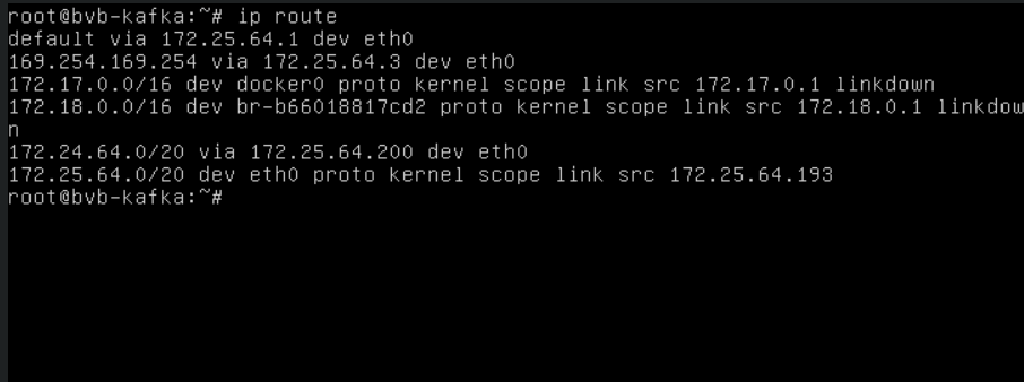 root@bvb-kafka:~# ip route
default via 172.25.64.1 dev eth0
169.254.169.254 via 172.25.64.3 dev eth0
172.17.0.0/16 dev docker0 proto kernel scope link src 172.17.0.1 linkdown
172.18.0.0/16 dev br-b66018817cd2 proto kernel scope link src 172.18.0.1 linkdow
n
172.24.64.0/20 via 172.25.64.200 dev eth0
172.25.64.0/20 dev eth0 proto kernel scope link src 172.25.64.193
root@bvb-kafka:~#